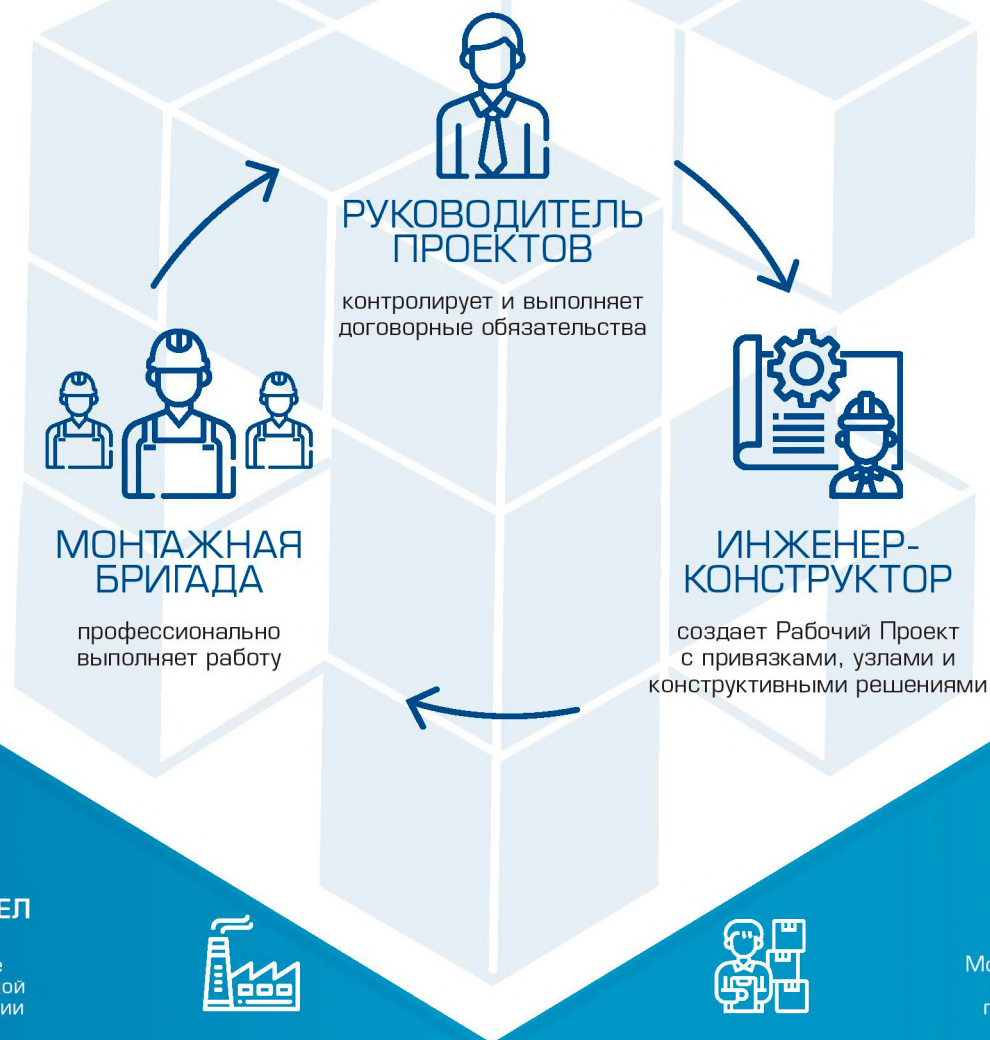 РУКОВОДИТЕЛЬ
ПРОЕКТОВ
контролирует и выполняет
договорные обязательства
МОНТАЖНАЯ
БРИГАДА
профессионально
выполняет работу
ИНЖЕНЕР-
КОНСТРУКТОР
создает Рабочий Проект
с привязками, узлами и
конструктивными решениями